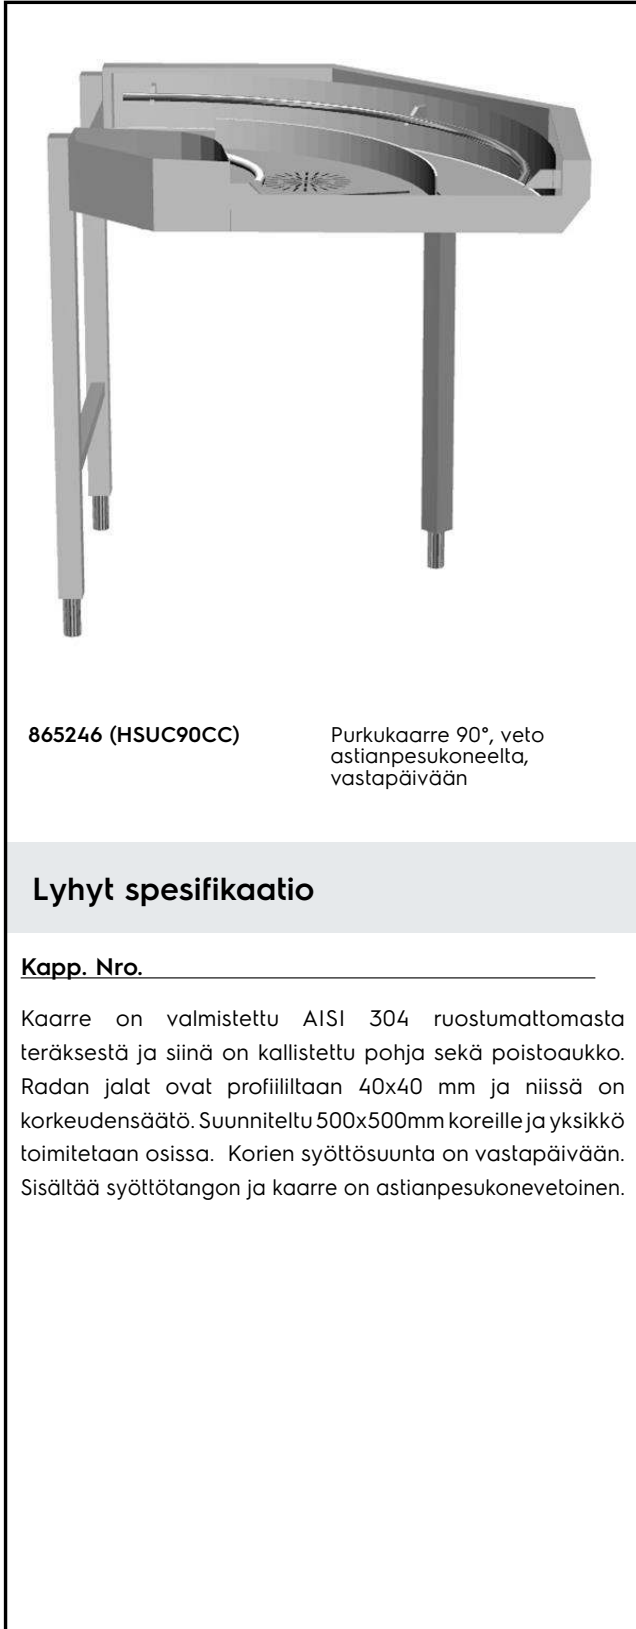 865246 (HSUC90CC)
Purkukaarre 90°, veto
astianpesukoneelta,
vastapäivään
Lyhyt spesifikaatio
Kapp. Nro.
Kaarre on valmistettu AISI 304 ruostumattomasta
teräksestä ja siinä on kallistettu pohja sekä poistoaukko.
Radan jalat ovat profiililtaan 40x40 mm ja niissä on
korkeudensäätö. Suunniteltu 500x500mm koreille ja yksikkö
toimitetaan osissa. Korien syöttösuunta on vastapäivään.
Sisältää syöttötangon ja kaarre on astianpesukonevetoinen.